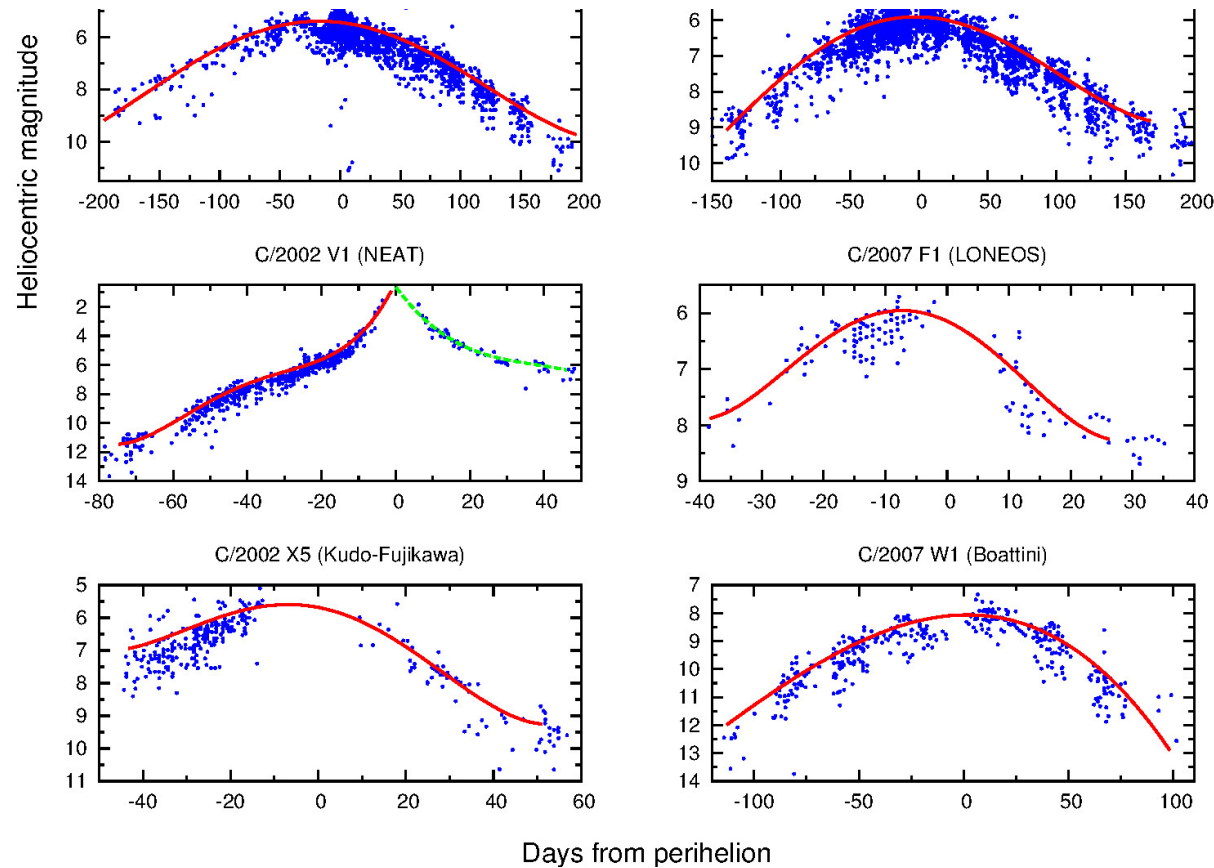 Heliocentric magnitude
6
8
10
-200 -150 -100 -50 0 50 100 150 200
6
7
8
9
10
-150 -100 -50 0 50 100 150 200
C/2002 V1 (NEAT)
2
4
6
8
10
12
14
-80 -60 -40 -20 0 20 40
C/2007 F1 (LONEOS)
6
7
8
9
-40 -30 -20 -10 0 10 20 30 40
C/2002 X5 (Kudo-Fujikawa)
5
6
7
8
9
10
11
-40 -20 0 20 40 60
C/2007 W1 (Boattini)
7
8
9
10
11
12
13
14
-100 -50 0 50 100
Days from perihelion